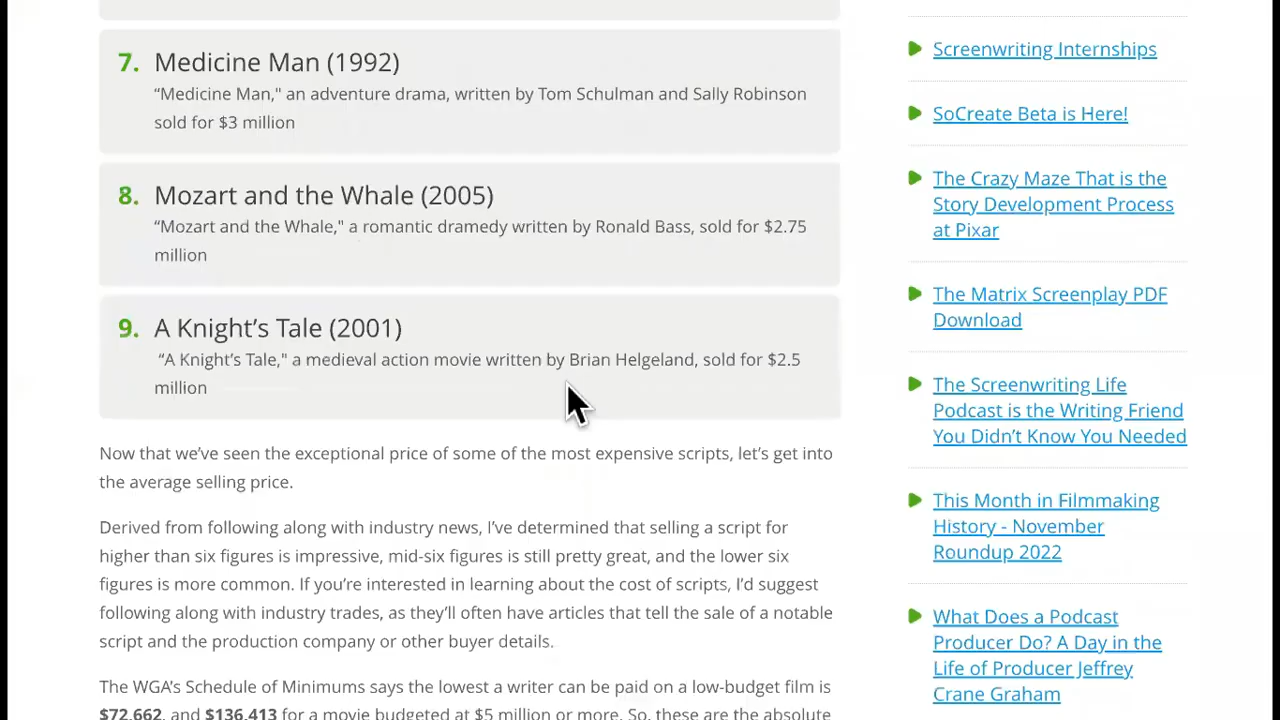 7. Medicine Man (1992)
“Medicine Man," an adventure drama, written by Tom Schulman and Sally Robinson
sold for $3 million
8. Mozart and the Whale (2005)
“Mozart and the Whale," a romantic dramedy written by Ronald Bass, sold for $2.75
million
9. A Knight’s Tale (2001)
“A Knight’s Tale," a medieval action movie written by Brian Helgeland, sold for $2.5
million
Now that we’ve seen the exceptional price of some of the most expensive scripts, let’s get into
the average selling price.
Derived from following along with industry news, I’ve determined that selling a script for
higher than six figures is impressive, mid-six figures is still pretty great, and the lower six
figures is more common. If you’re interested in learning about the cost of scripts, I’d suggest
following along with industry trades, as they’ll often have articles that tell the sale of a notable
script and the production company or other buyer details.
The WGA’s Schedule of Minimums says the lowest a writer can be paid on a low-budget film is
$72,662, and $136,413 for a movie budgeted at $5 million or more. So, these are the absolute
Screenwriting Internships
SoCreate Beta is Here!
The Crazy Maze That is the
Story Development Process
at Pixar
The Matrix Screenplay PDF
Download
The Screenwriting Life
Podcast is the Writing Friend
You Didn’t Know You Needed
This Month in Filmmaking
History - November
Roundup 2022
What Does a Podcast
Producer Do? A Day in the
Life of Producer Jeffrey
Crane Graham